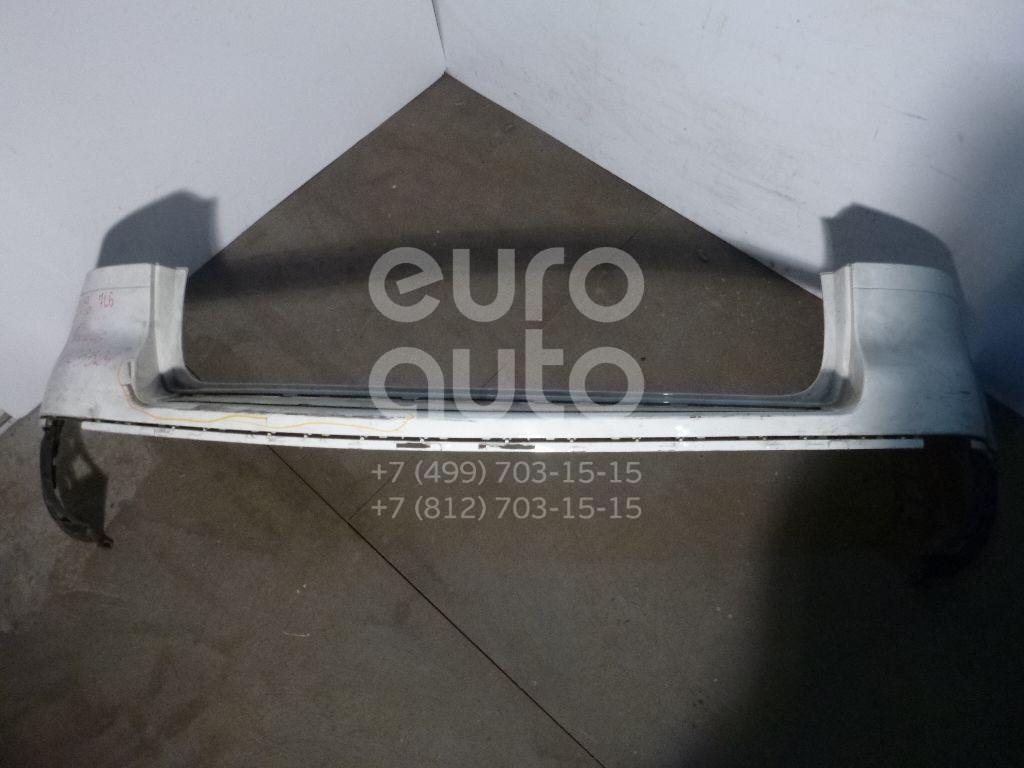 euro
auto
+7 (499) 703-15-15
+7 (812) 703-15-15